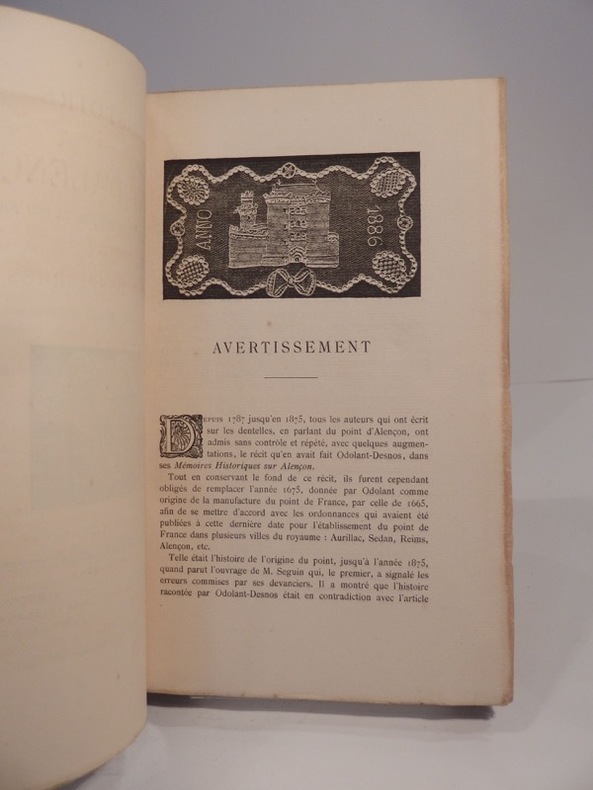 ANNO 1886
AVERTISSEMENT
DEPUIS 1787 jusqu'en 1875, tous les auteurs qui ont écrit
sur les dentelles, en parlant du point d'Alençon, ont
admis sans contrôle et répété, avec quelques augmen-
tations, le récit qu'en avait fait Odolant-Desnos, dans
ses Mémoires Historiques sur Alençon.
Tout en conservant le fond de ce récit, ils furent cependant
obligés de remplacer l'année 1675, donnée par Odolant comme
origine de la manufacture du point de France, par celle de 1665,
afin de se mettre d'accord avec les ordonnances qui avaient été
publiées à cette dernière date pour l'établissement du point de
France dans plusieurs villes du royaume : Aurillac, Sedan, Reims,
Alençon, etc.
Telle était l'histoire de l'origine du point, jusqu'à l'année 1875,
quand parut l'ouvrage de M. Seguin qui, le premier, a signalé les
erreurs commises par ses devanciers. Il a montré que l'histoire
racontée par Odolant-Desnos était en contradiction avec l'article